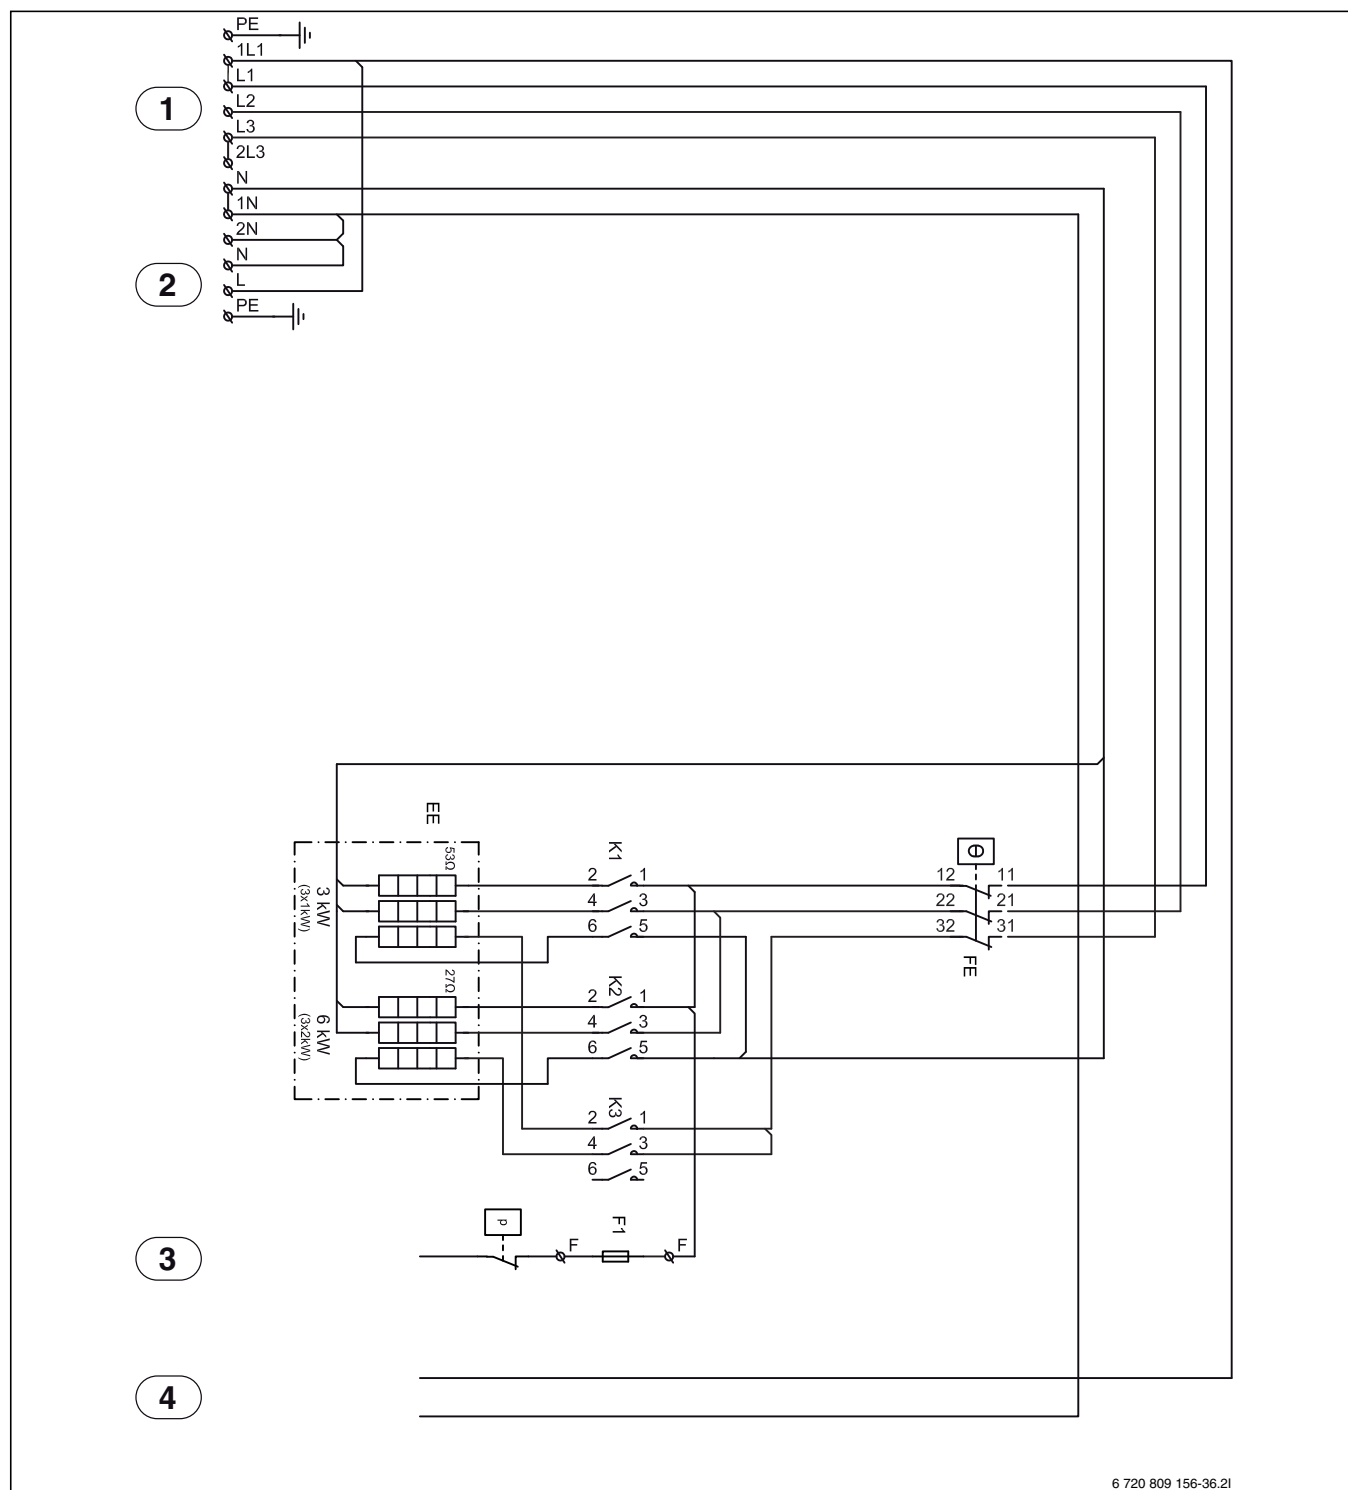 PE
1L1
L1
1
L2
L3
2L3
N
1N
2N
N
2
L
PE
EE
53Ω
3 kW
(3x1kW)
27Ω
6 kW
(3x2kW)
K1
2 1
4 3
6 5
K2
2 1
4 3
6 5
K3
2 1
4 3
6 5
Θ
12 11
22 21
32 31
FE
3
p
F
F1
F
4
6 720 809 156-36.2I